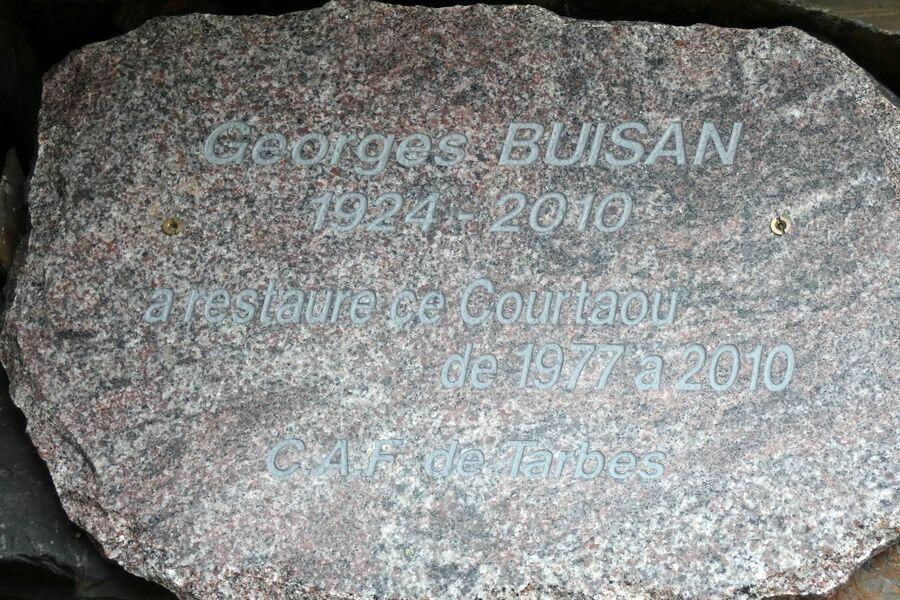 Georges BUISAN
1924 - 2010
a restaure ce Courtaou
de 1977 a 2010
C.A.F. de Tarbes